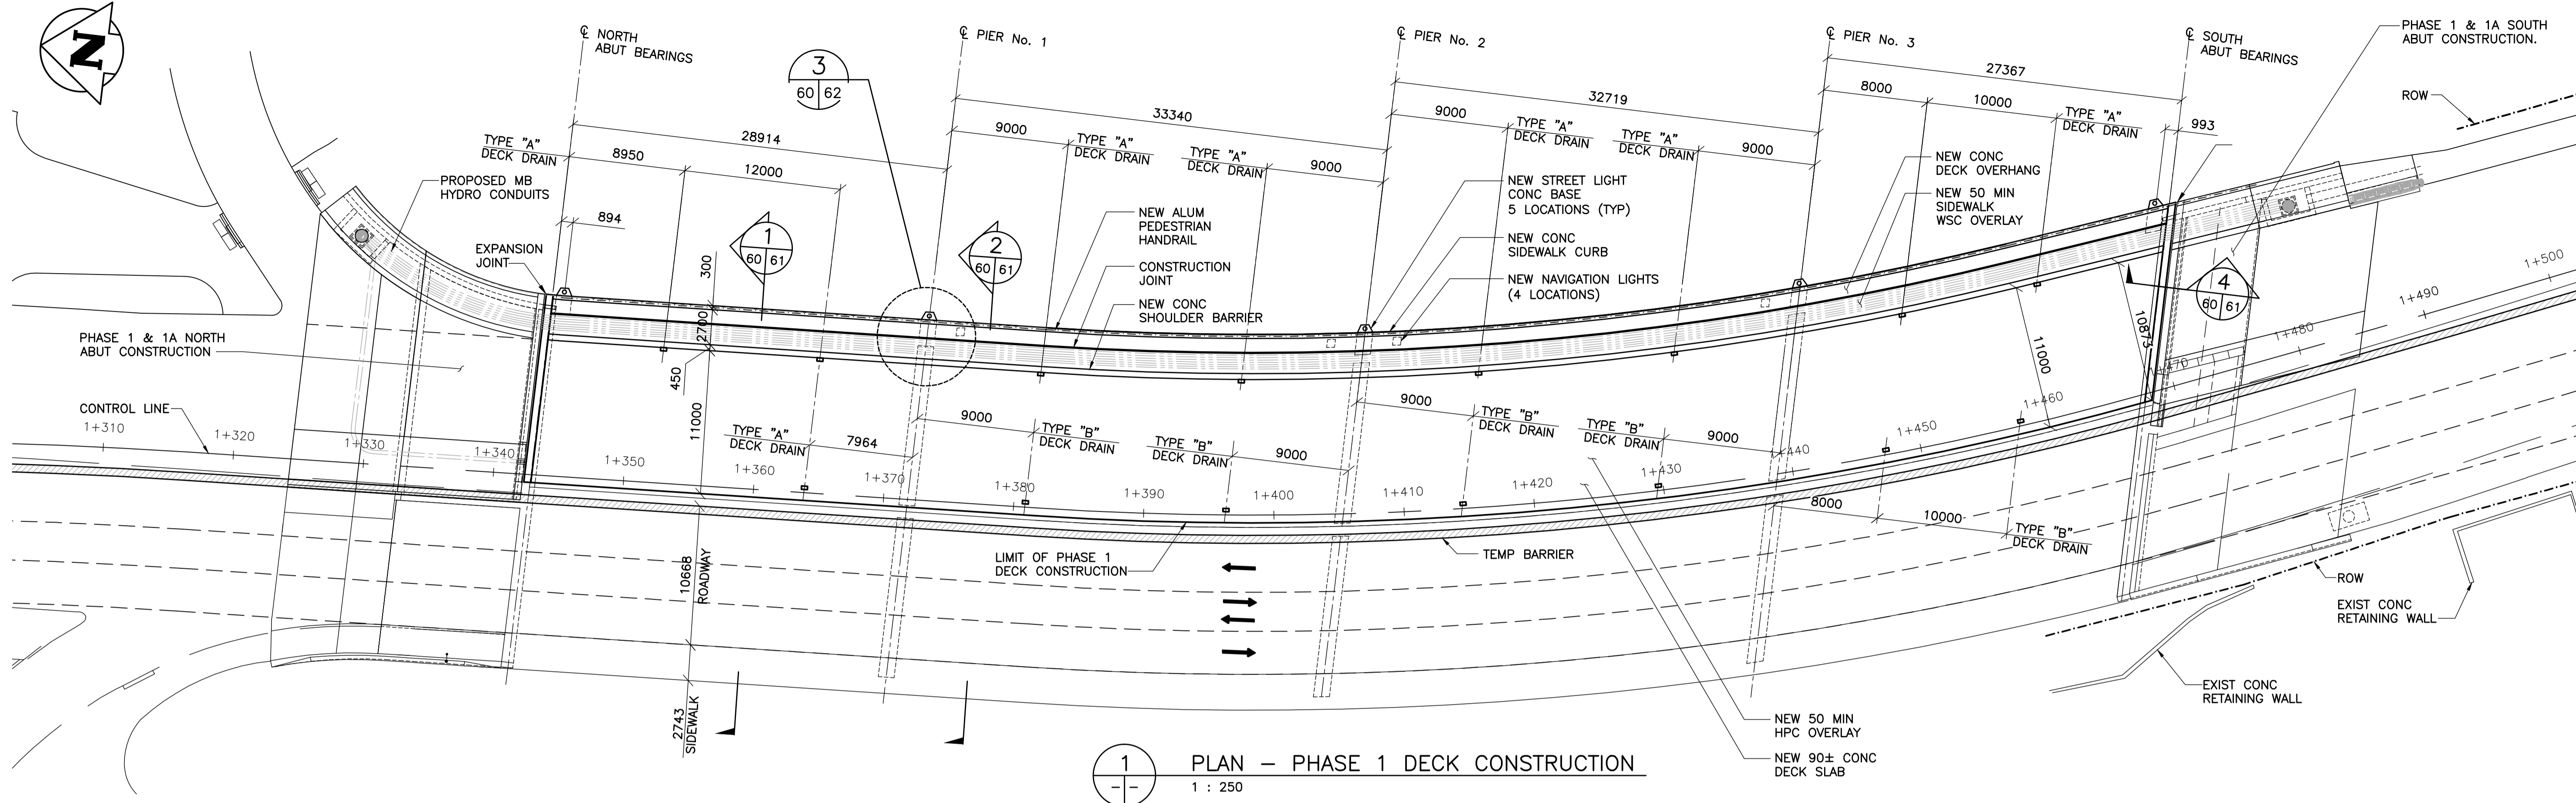 N
℄ NORTH
ABUT BEARINGS
℄ PIER No. 1
℄ PIER No. 2
℄ PIER No. 3
℄ SOUTH
ABUT BEARINGS
PHASE 1 & 1A SOUTH
ABUT CONSTRUCTION.
ROW
3
60 62
28914
33340
32719
27367
TYPE "A"
DECK DRAIN
8950
12000
9000
TYPE "A"
DECK DRAIN
TYPE "A"
DECK DRAIN
9000
9000
TYPE "A"
DECK DRAIN
TYPE "A"
DECK DRAIN
9000
8000
10000
TYPE "A"
DECK DRAIN
993
PROPOSED MB
HYDRO CONDUITS
894
EXPANSION
JOINT
300
2700
450
11000
1
60 61
2
60 61
NEW ALUM
PEDESTRIAN
HANDRAIL
CONSTRUCTION
JOINT
NEW CONC
SHOULDER BARRIER
NEW STREET LIGHT
CONC BASE
5 LOCATIONS (TYP)
NEW CONC
SIDEWALK CURB
NEW NAVIGATION LIGHTS
(4 LOCATIONS)
NEW CONC
DECK OVERHANG
NEW 50 MIN
SIDEWALK
WSC OVERLAY
4
60 61
11000
10873
PHASE 1 & 1A NORTH
ABUT CONSTRUCTION
CONTROL LINE
1+310
1+320
1+330
1+340
1+350
1+360
1+370
1+380
1+390
1+400
1+410
1+420
1+430
1+440
1+450
1+460
1+470
1+480
1+490
1+500
TYPE "A"
DECK DRAIN
7964
9000
TYPE "B"
DECK DRAIN
TYPE "B"
DECK DRAIN
9000
9000
TYPE "B"
DECK DRAIN
TYPE "B"
DECK DRAIN
9000
8000
10000
TYPE "B"
DECK DRAIN
LIMIT OF PHASE 1
DECK CONSTRUCTION
TEMP BARRIER
10668
ROADWAY
2743
SIDEWALK
ROW
EXIST CONC
RETAINING WALL
EXIST CONC
RETAINING WALL
NEW 50 MIN
HPC OVERLAY
NEW 90± CONC
DECK SLAB
1
- -
PLAN – PHASE 1 DECK CONSTRUCTION
1 : 250